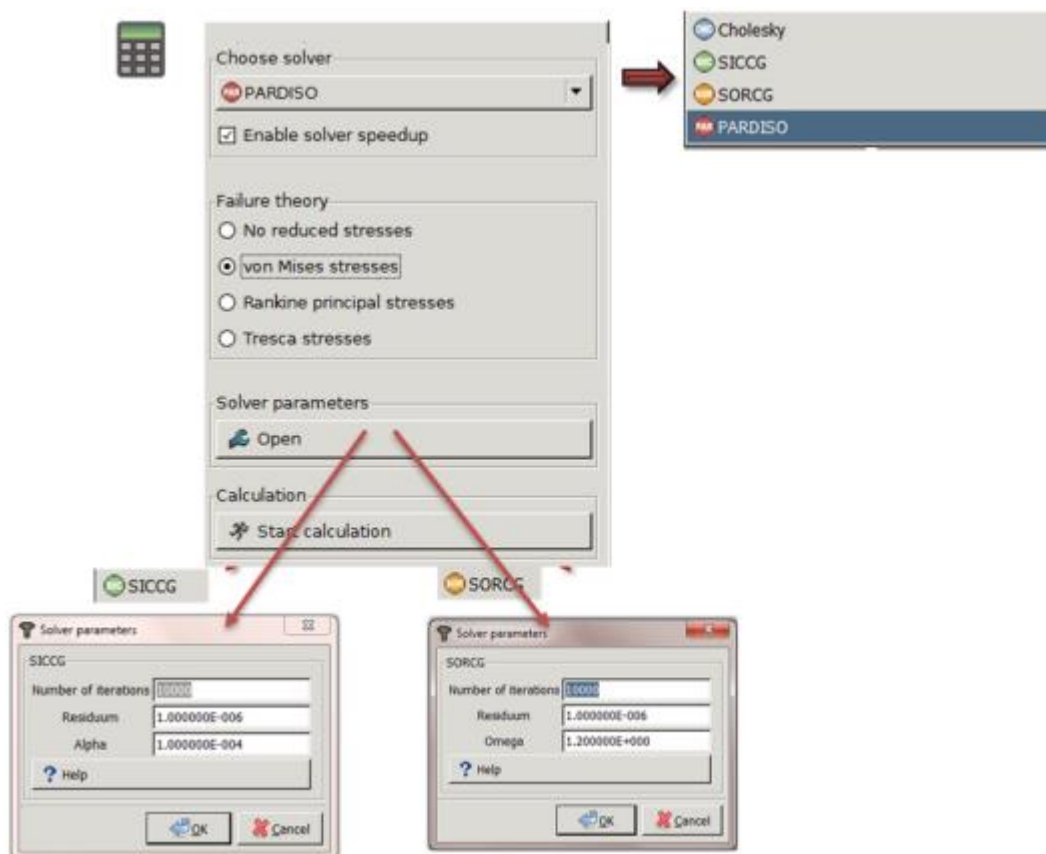 Choose solver
PARDISO
Enable solver speedup
Failure theory
No reduced stresses
von Mises stresses
Rankine principal stresses
Tresca stresses
Solver parameters
Open
Calculation
Start calculation
Cholesky
SICCG
SORCG
PARDISO
SICCG
Solver parameters
SICCG
Number of iterations 10000
Residuum 1.000000E-006
Alpha 1.000000E-004
? Help
OK Cancel
SORCG
Solver parameters
SORCG
Number of iterations 10000
Residuum 1.000000E-006
Omega 1.200000E+000
? Help
OK Cancel